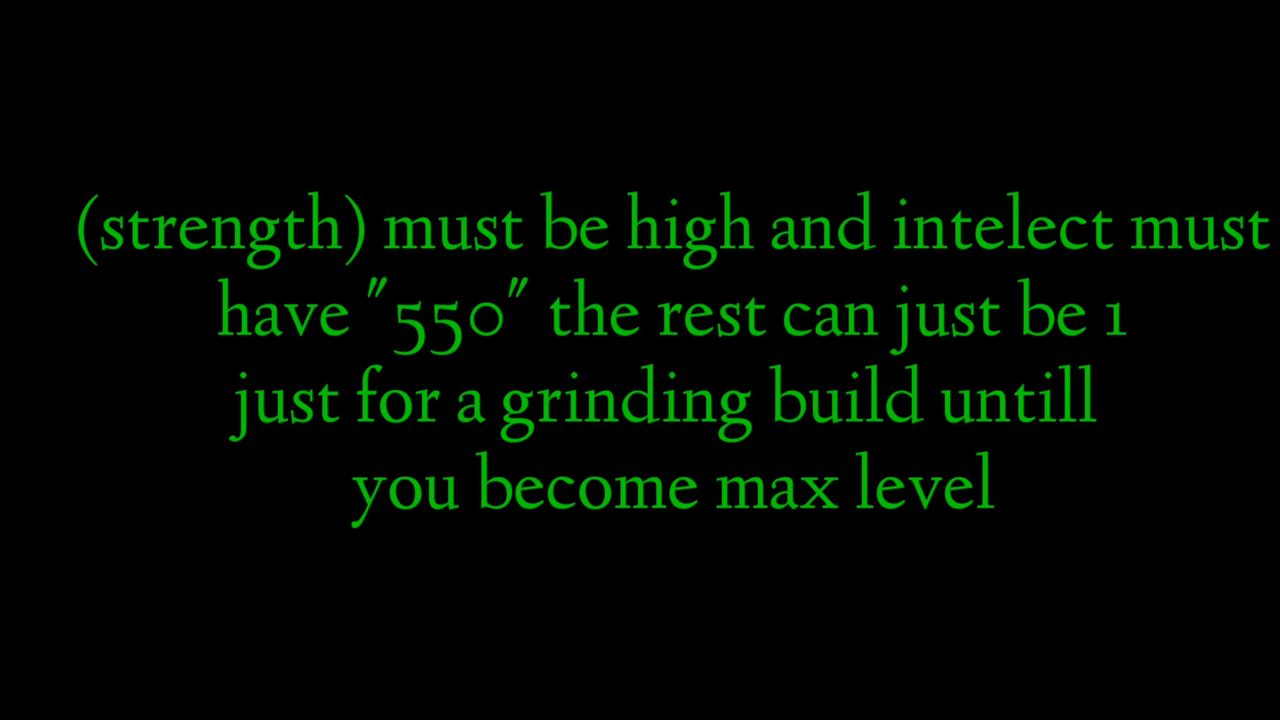 (strength) must be high and intelect must
have "550" the rest can just be 1
just for a grinding build untill
you become max level